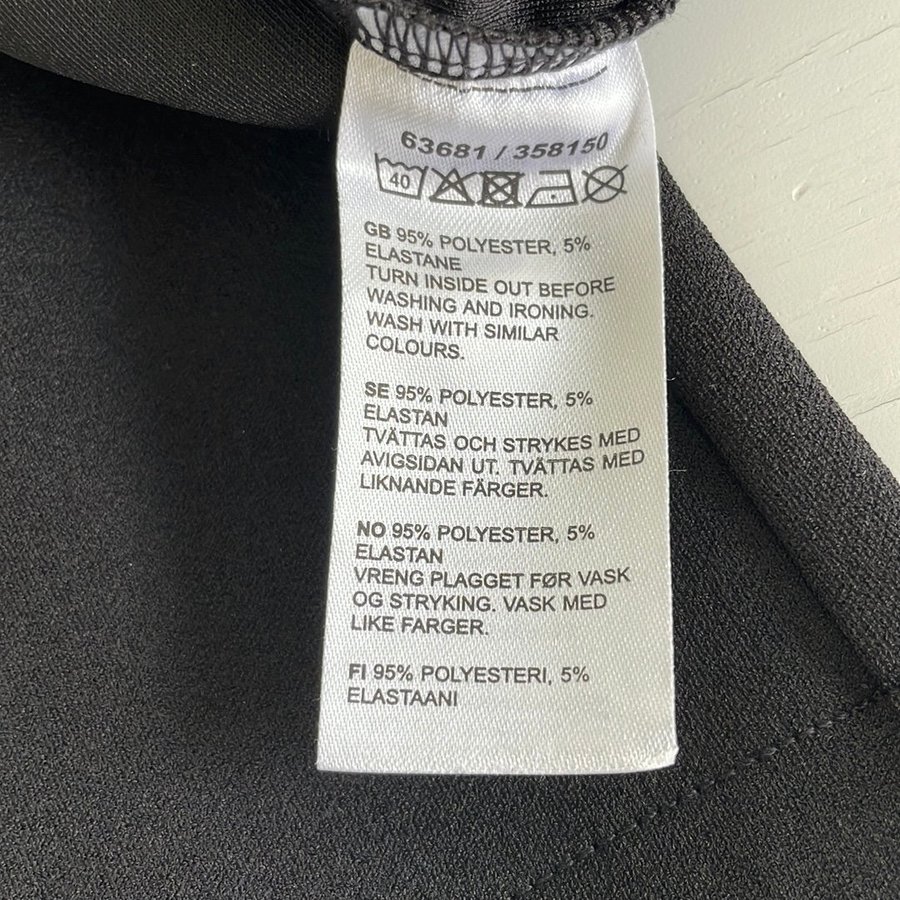 63681 / 358150
40
GB 95% POLYESTER, 5%
ELASTANE
TURN INSIDE OUT BEFORE
WASHING AND IRONING.
WASH WITH SIMILAR
COLOURS.
SE 95% POLYESTER, 5%
ELASTAN
TVÄTTAS OCH STRYKES MED
AVIGSIDAN UT. TVÄTTAS MED
LIKNANDE FÄRGER.
NO 95% POLYESTER, 5%
ELASTAN
VRENG PLAGGET FØR VASK
OG STRYKING. VASK MED
LIKE FARGER.
FI 95% POLYESTERI, 5%
ELASTAANI